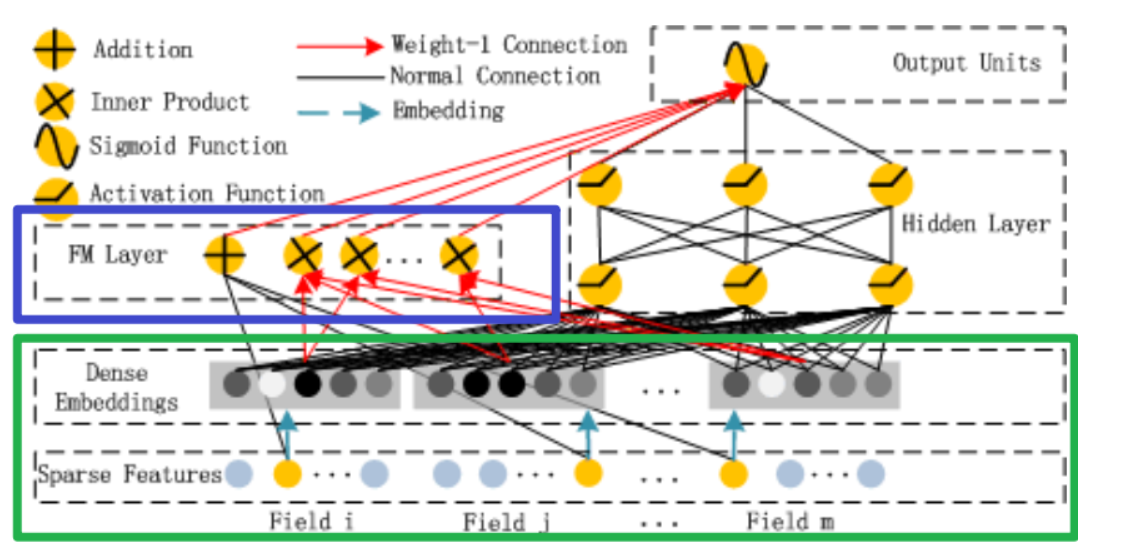 Addition
Weight-1 Connection
Normal Connection
Output Units
Inner Product
Embedding
Sigmoid Function
Activation Function
FM Layer
...
Hidden Layer
Dense
Embeddings
...
Sparse Features ... ... ... ...
Field i Field j ... Field m